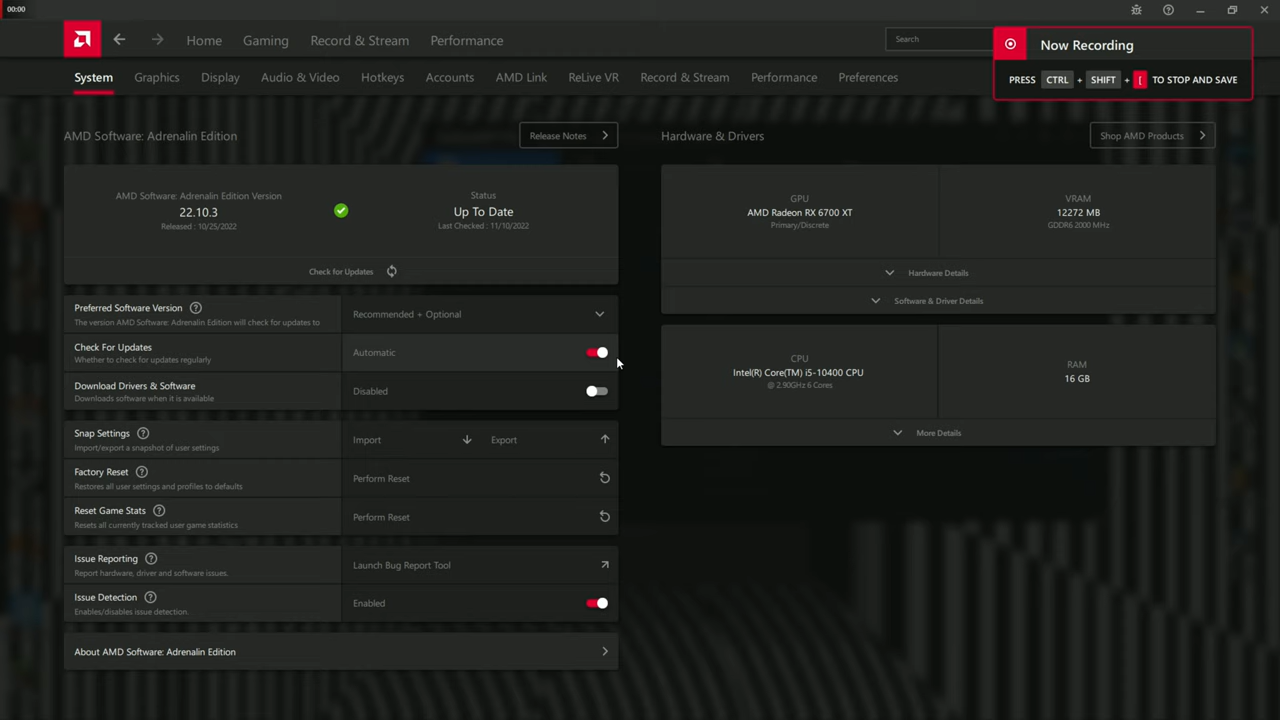 00:00
Home
Gaming
Record & Stream
Performance
Search
Now Recording
PRESS CTRL + SHIFT + [ TO STOP AND SAVE
System
Graphics
Display
Audio & Video
Hotkeys
Accounts
AMD Link
ReLive VR
Record & Stream
Performance
Preferences
AMD Software: Adrenalin Edition
Release Notes
AMD Software: Adrenalin Edition Version
22.10.3
Released : 10/25/2022
Status
Up To Date
Last Checked : 11/10/2022
Check for Updates
Preferred Software Version
The version AMD Software: Adrenalin Edition will check for updates to
Recommended + Optional
Check For Updates
Whether to check for updates regularly
Automatic
Download Drivers & Software
Downloads software when it is available
Disabled
Snap Settings
Import/export a snapshot of user settings
Import
Export
Factory Reset
Restores all user settings and profiles to defaults
Perform Reset
Reset Game Stats
Resets all currently tracked user game statistics
Perform Reset
Issue Reporting
Report hardware, driver and software issues.
Launch Bug Report Tool
Issue Detection
Enables/disables issue detection.
Enabled
About AMD Software: Adrenalin Edition
Hardware & Drivers
Shop AMD Products
GPU
AMD Radeon RX 6700 XT
Primary/Discrete
VRAM
12272 MB
GDDR6 2000 MHz
Hardware Details
Software & Driver Details
CPU
Intel(R) Core(TM) i5-10400 CPU
@ 2.90GHz 6 Cores
RAM
16 GB
More Details